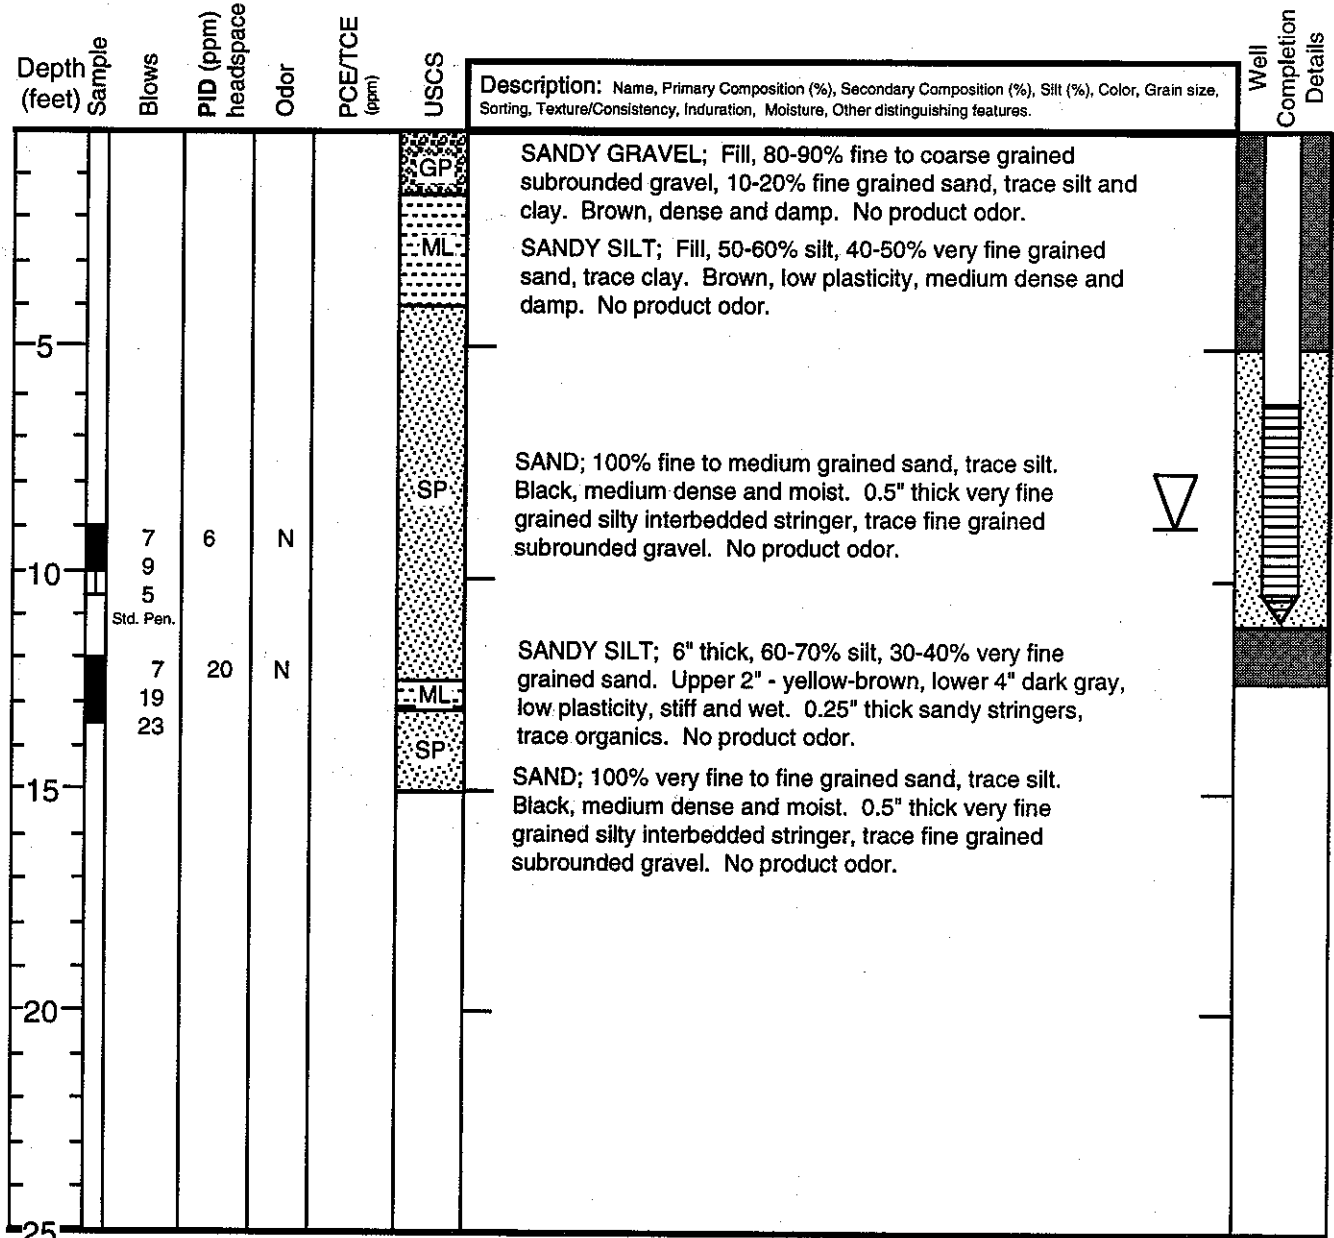 Depth
(feet)
Sample
Blows
PID (ppm)
headspace
Odor
PCE/TCE
(ppm)
USCS
Description: Name, Primary Composition (%), Secondary Composition (%), Silt (%), Color, Grain size,
Sorting, Texture/Consistency, Induration, Moisture, Other distinguishing features.
Well
Completion
Details
GP
SANDY GRAVEL; Fill, 80-90% fine to coarse grained
subrounded gravel, 10-20% fine grained sand, trace silt and
clay. Brown, dense and damp. No product odor.
ML
SANDY SILT; Fill, 50-60% silt, 40-50% very fine grained
sand, trace clay. Brown, low plasticity, medium dense and
damp. No product odor.
5
SP
SAND; 100% fine to medium grained sand, trace silt.
Black, medium dense and moist. 0.5" thick very fine
grained silty interbedded stringer, trace fine grained
subrounded gravel. No product odor.
7 6 N
9
10
5
Std. Pen.
7 20 N
19
23
ML
SANDY SILT; 6" thick, 60-70% silt, 30-40% very fine
grained sand. Upper 2" - yellow-brown, lower 4" dark gray,
low plasticity, stiff and wet. 0.25" thick sandy stringers,
trace organics. No product odor.
SP
15
SAND; 100% very fine to fine grained sand, trace silt.
Black, medium dense and moist. 0.5" thick very fine
grained silty interbedded stringer, trace fine grained
subrounded gravel. No product odor.
20
25